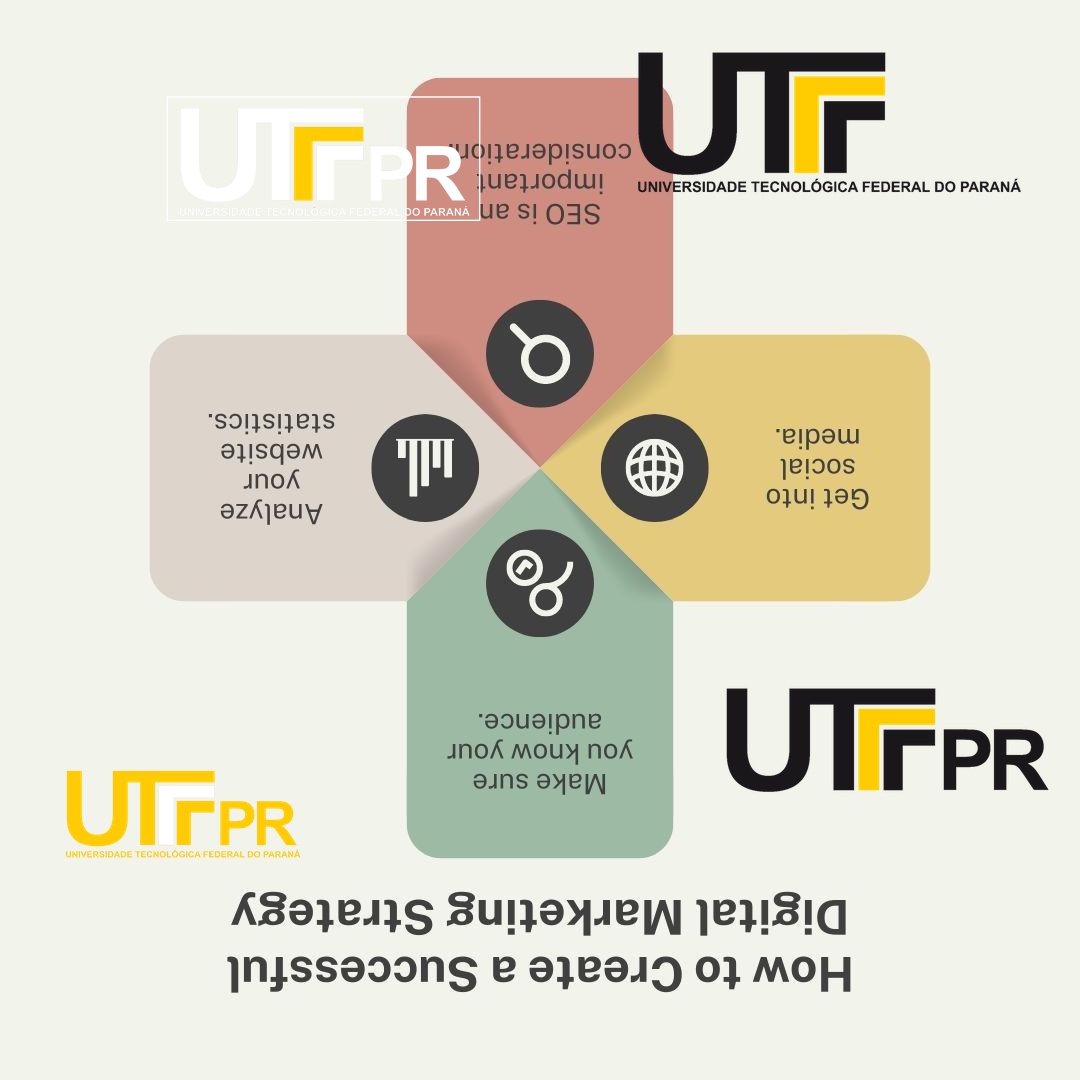 How to Create a Successful
Digital Marketing Strategy
Make sure
you know your
audience.
Get into
social
media.
Analyze
your
website
statistics.
SEO is an
important
consideration.
UTFPR
UNIVERSIDADE TECNOLÓGICA FEDERAL DO PARANÁ
UTF
UNIVERSIDADE TECNOLÓGICA FEDERAL DO PARANÁ
UTFPR
UTFPR
UNIVERSIDADE TECNOLÓGICA FEDERAL DO PARANÁ